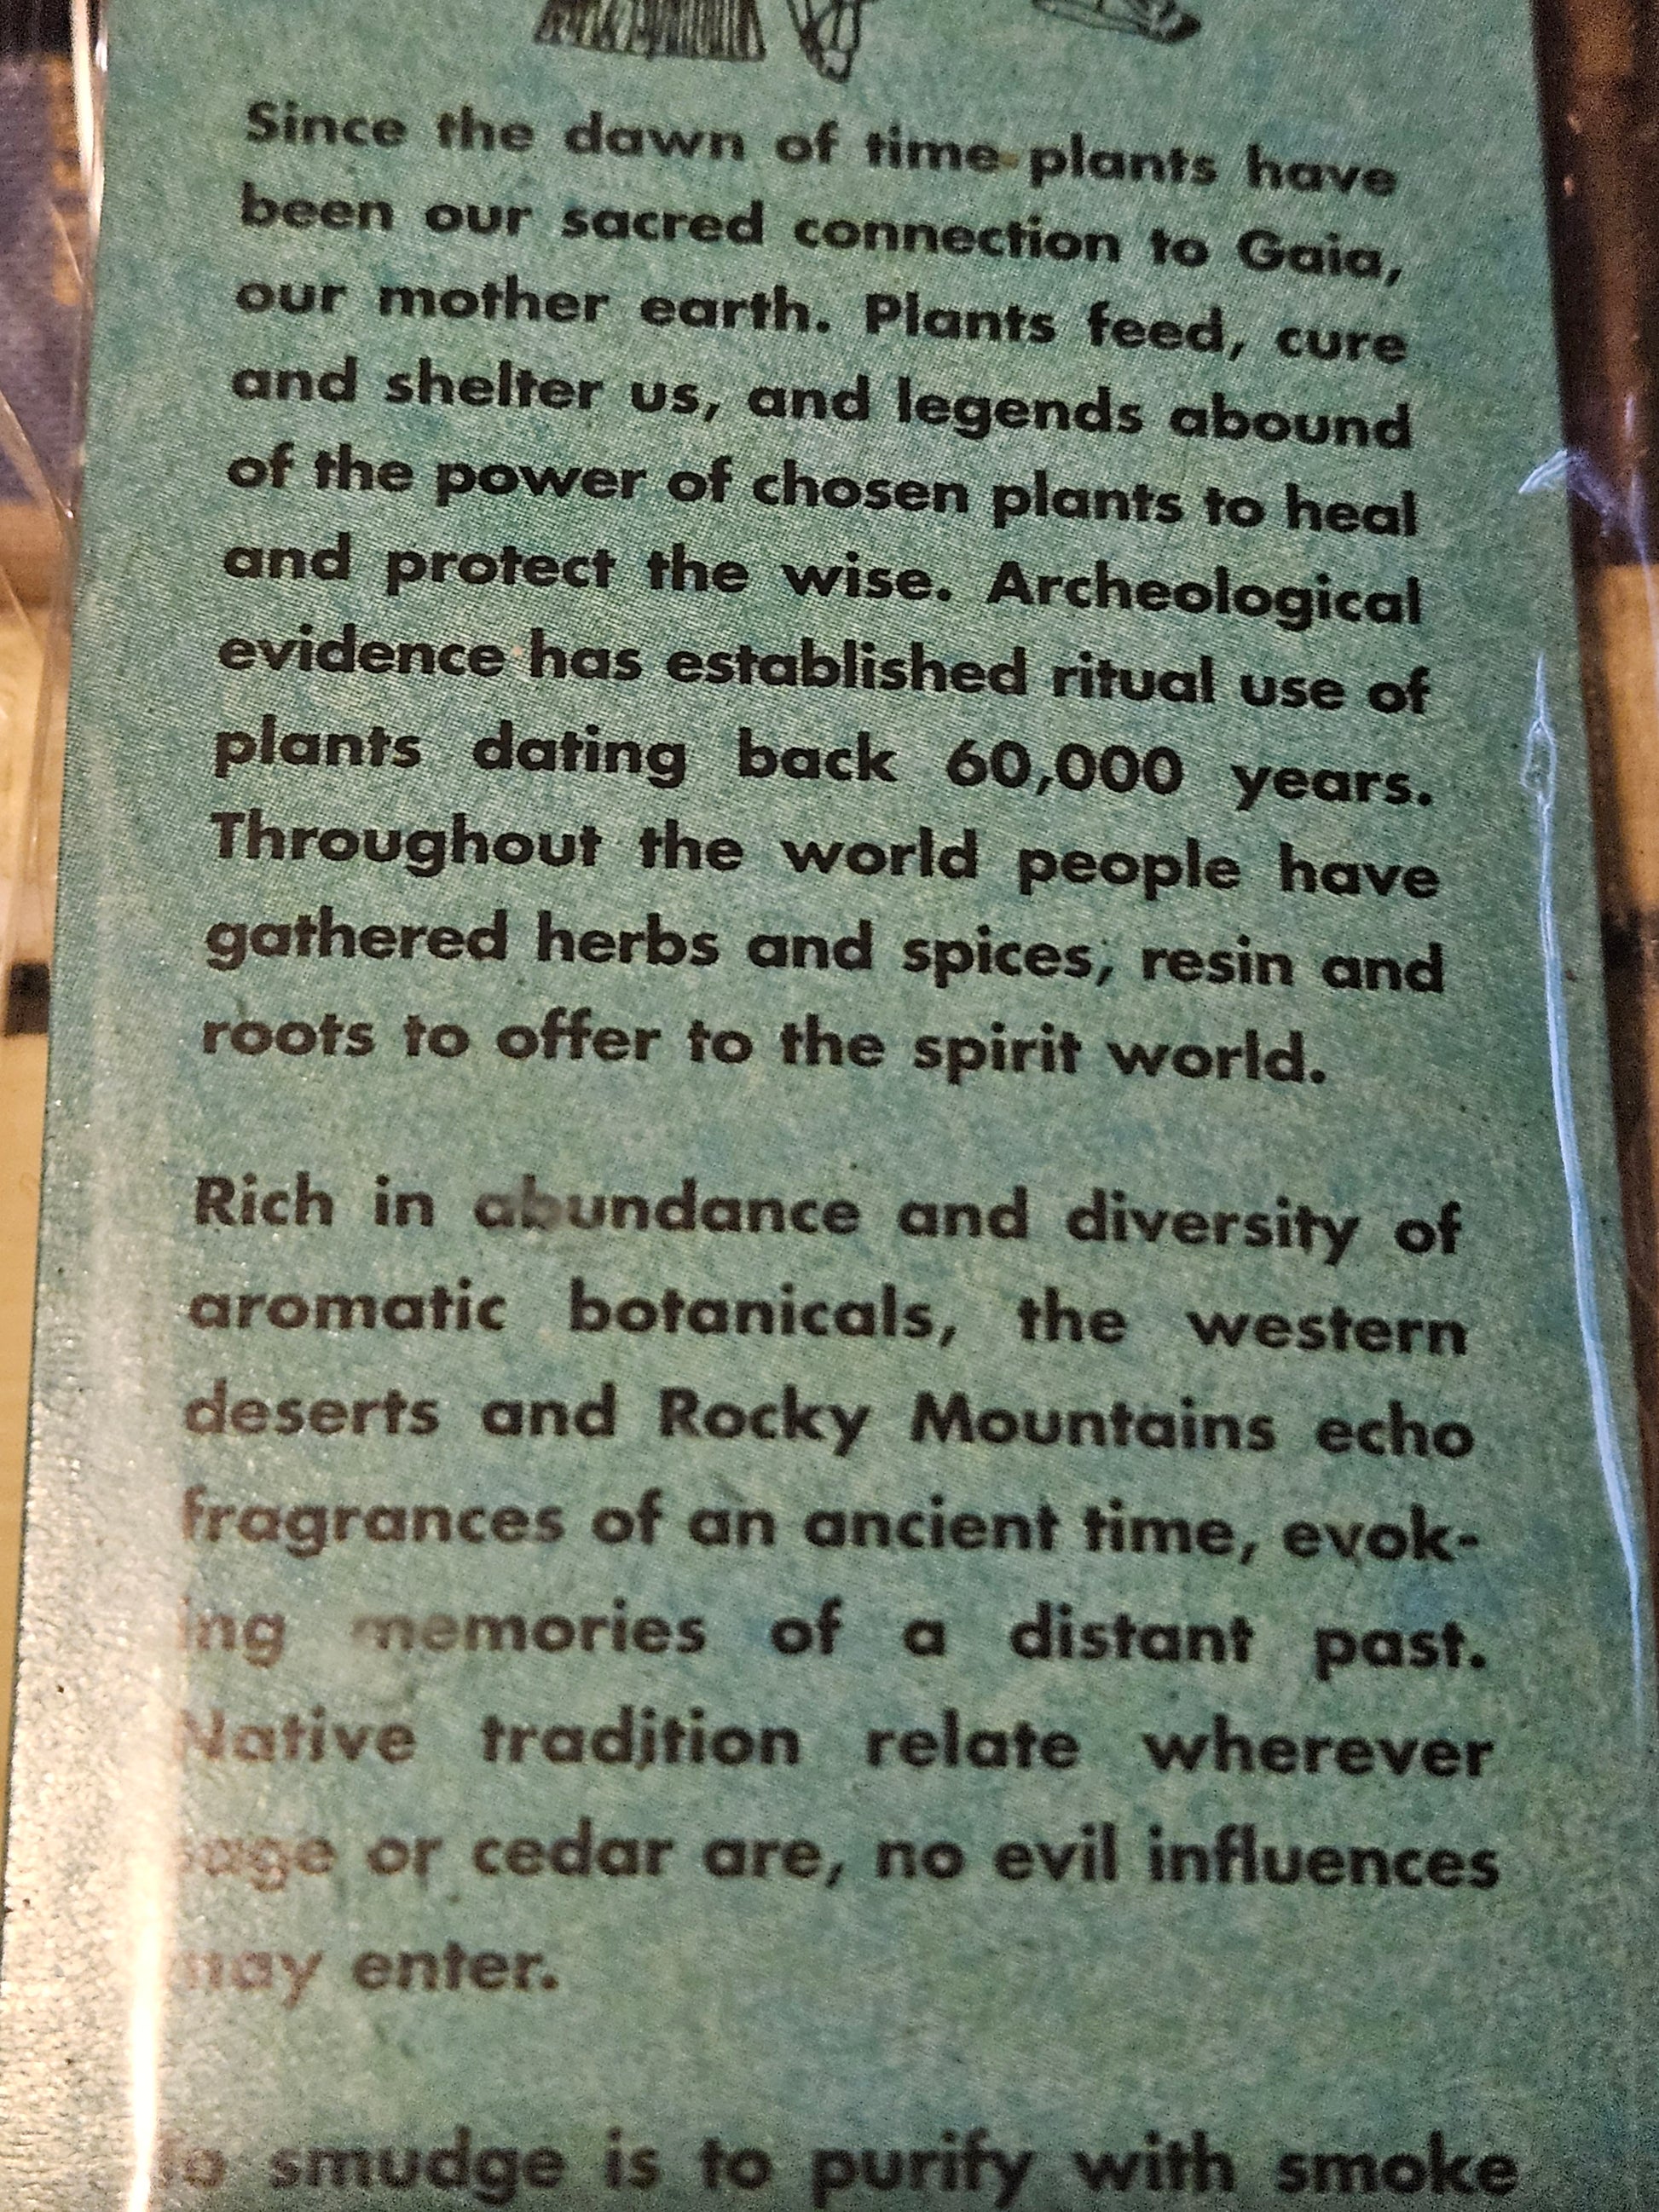 Since the dawn of time plants have
been our sacred connection to Gaia,
our mother earth. Plants feed, cure
and shelter us, and legends abound
of the power of chosen plants to heal
and protect the wise. Archeological
evidence has established ritual use of
plants dating back 60,000 years.
Throughout the world people have
gathered herbs and spices, resin and
roots to offer to the spirit world.
Rich in abundance and diversity of
aromatic botanicals, the western
deserts and Rocky Mountains echo
fragrances of an ancient time, evok-
ing memories of a distant past.
Native tradition relate wherever
sage or cedar are, no evil influences
may enter.
To smudge is to purify with smoke